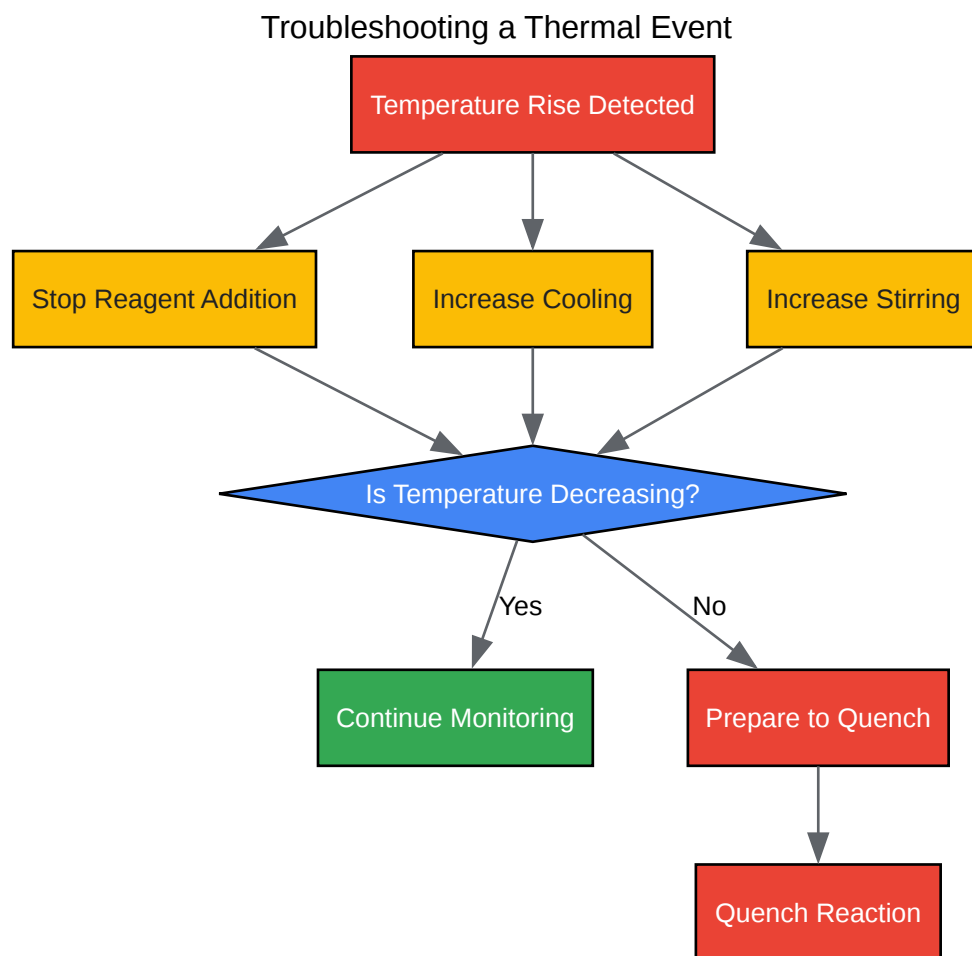 Troubleshooting a Thermal Event
Temperature Rise Detected
Stop Reagent Addition
Increase Cooling
Increase Stirring
Is Temperature Decreasing?
Yes
No
Continue Monitoring
Prepare to Quench
Quench Reaction